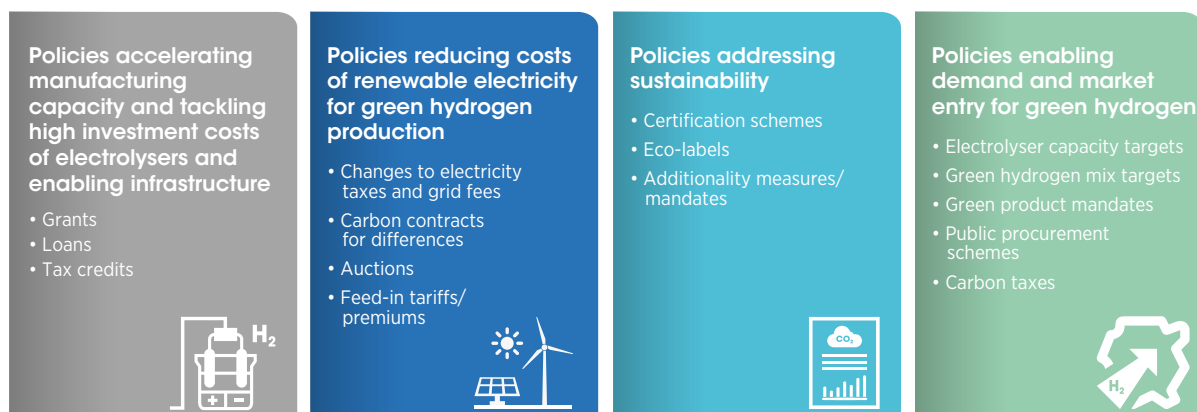 Policies accelerating
manufacturing
capacity and tackling
high investment costs
of electrolysers and
enabling infrastructure
• Grants
• Loans
• Tax credits
H₂
Policies reducing costs
of renewable electricity
for green hydrogen
production
• Changes to electricity
taxes and grid fees
• Carbon contracts
for differences
• Auctions
• Feed-in tariffs/
premiums
Policies addressing
sustainability
• Certification schemes
• Eco-labels
• Additionality measures/
mandates
CO₂
Policies enabling
demand and market
entry for green hydrogen
• Electrolyser capacity targets
• Green hydrogen mix targets
• Green product mandates
• Public procurement
schemes
• Carbon taxes
H₂